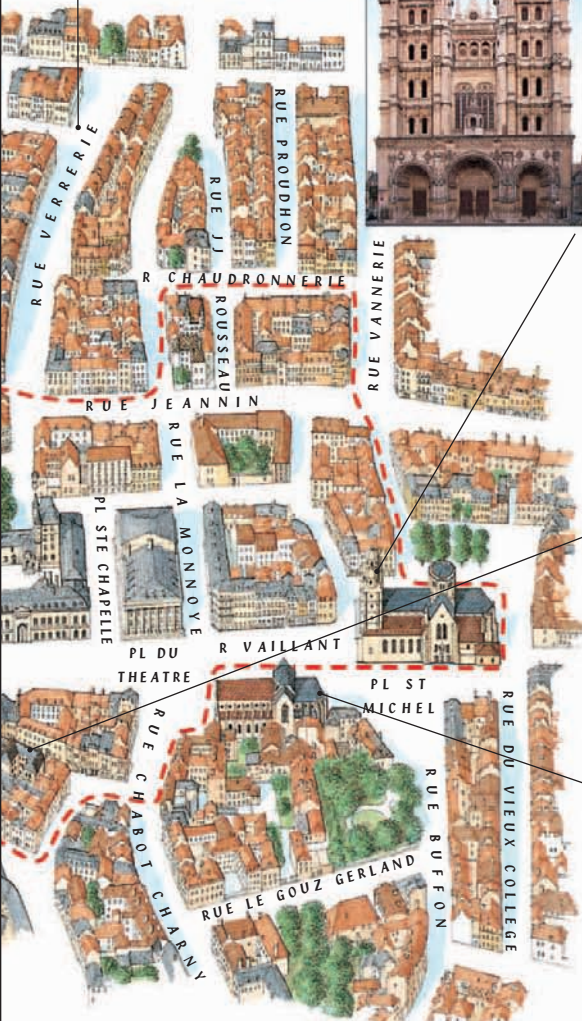 RUE VERRERIE
RUE PROUDHON
RUE JJ ROUSSEAU
R CHAUDRONNERIE
RUE VANNERIE
RUE JEANNIN
RUE LA MONNOYE
PL STE CHAPELLE
R VAILLANT
PL DU
THEATRE
PL ST
MICHEL
RUE CHABOT CHARNY
RUE BUFFON
RUE DU VIEUX COLLEGE
RUE LE GOUZ GERLAND